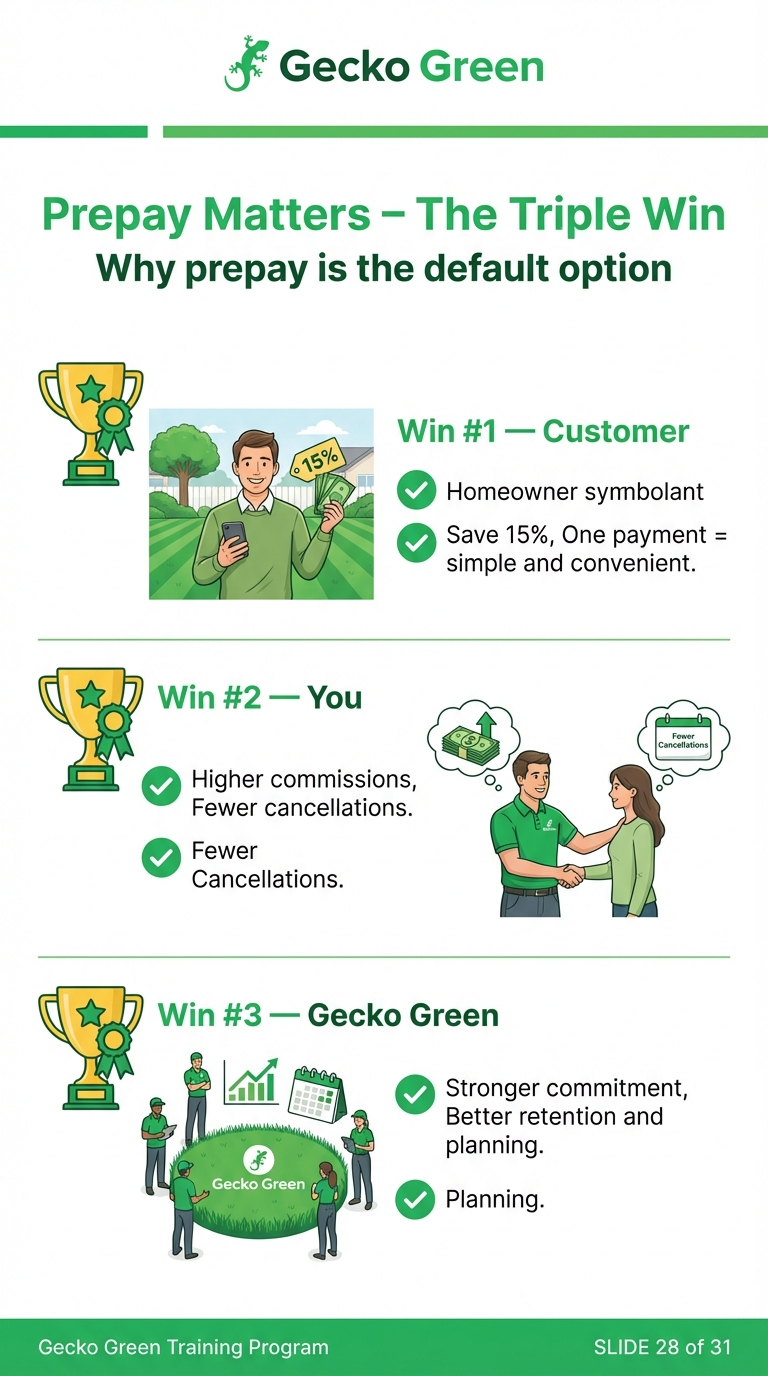 Gecko Green
Prepay Matters – The Triple Win
Why prepay is the default option
15%
Win #1 — Customer
Homeowner symbolant
Save 15%, One payment =
simple and convenient.
Win #2 — You
Higher commissions,
Fewer cancellations.
Fewer
Cancellations.
$
Fewer
Cancellations
Win #3 — Gecko Green
Gecko Green
Stronger commitment,
Better retention and
planning.
Planning.
Gecko Green Training Program
SLIDE 28 of 31